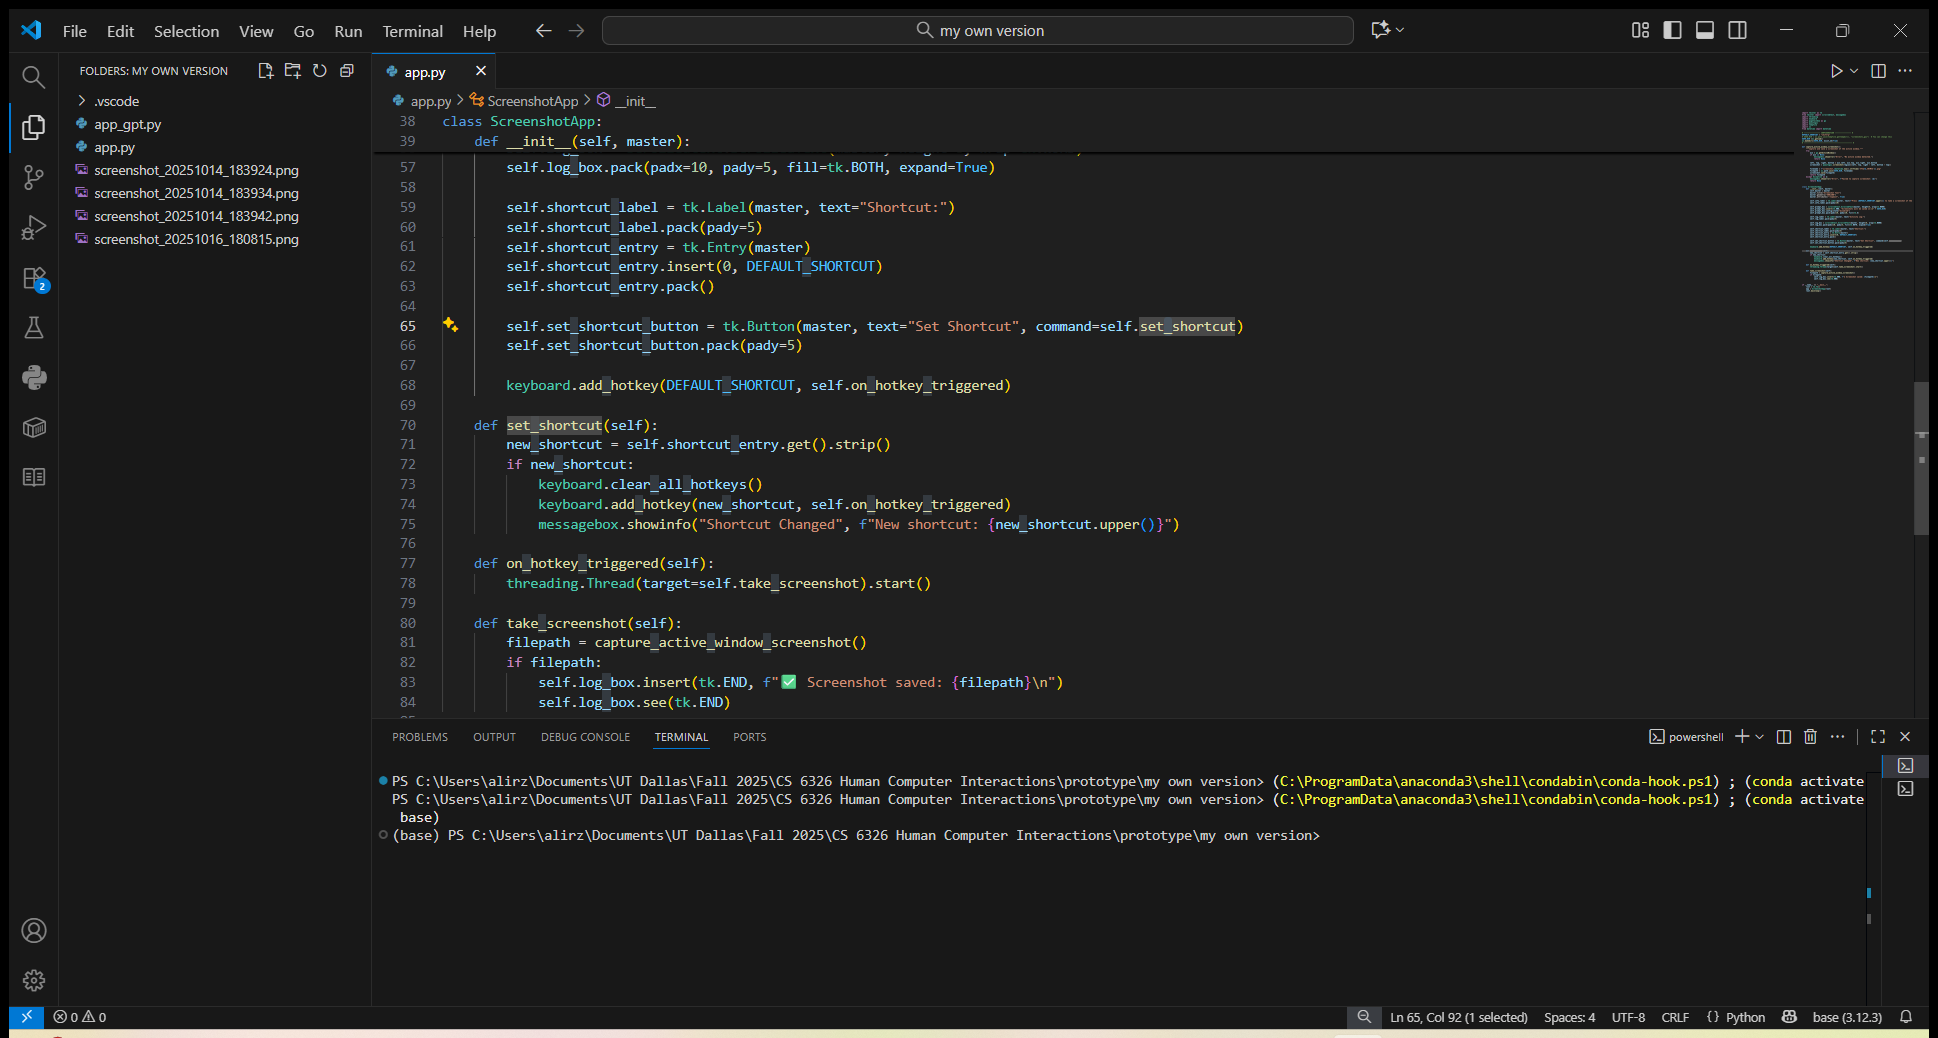 File Edit Selection View Go Run Terminal Help
my own version
FOLDERS: MY OWN VERSION
.vscode
app_gpt.py
app.py
screenshot_20251014_183924.png
screenshot_20251014_183934.png
screenshot_20251014_183942.png
screenshot_20251016_180815.png
2
app.py
app.py > ScreenshotApp > __init__
38 class ScreenshotApp:
39 def __init__(self, master):
57 self.log_box.pack(padx=10, pady=5, fill=tk.BOTH, expand=True)
58
59 self.shortcut_label = tk.Label(master, text="Shortcut:")
60 self.shortcut_label.pack(pady=5)
61 self.shortcut_entry = tk.Entry(master)
62 self.shortcut_entry.insert(0, DEFAULT_SHORTCUT)
63 self.shortcut_entry.pack()
64
65 self.set_shortcut_button = tk.Button(master, text="Set Shortcut", command=self.set_shortcut)
66 self.set_shortcut_button.pack(pady=5)
67
68 keyboard.add_hotkey(DEFAULT_SHORTCUT, self.on_hotkey_triggered)
69
70 def set_shortcut(self):
71 new_shortcut = self.shortcut_entry.get().strip()
72 if new_shortcut:
73 keyboard.clear_all_hotkeys()
74 keyboard.add_hotkey(new_shortcut, self.on_hotkey_triggered)
75 messagebox.showinfo("Shortcut Changed", f"New shortcut: {new_shortcut.upper()}")
76
77 def on_hotkey_triggered(self):
78 threading.Thread(target=self.take_screenshot).start()
79
80 def take_screenshot(self):
81 filepath = capture_active_window_screenshot()
82 if filepath:
83 self.log_box.insert(tk.END, f"✅ Screenshot saved: {filepath}\n")
84 self.log_box.see(tk.END)
PROBLEMS OUTPUT DEBUG CONSOLE TERMINAL PORTS
powershell
PS C:\Users\alirz\Documents\UT Dallas\Fall 2025\CS 6326 Human Computer Interactions\prototype\my own version> (C:\ProgramData\anaconda3\shell\condabin\conda-hook.ps1) ; (conda activate
PS C:\Users\alirz\Documents\UT Dallas\Fall 2025\CS 6326 Human Computer Interactions\prototype\my own version> (C:\ProgramData\anaconda3\shell\condabin\conda-hook.ps1) ; (conda activate
base)
(base) PS C:\Users\alirz\Documents\UT Dallas\Fall 2025\CS 6326 Human Computer Interactions\prototype\my own version>
0 0
Ln 65, Col 92 (1 selected) Spaces: 4 UTF-8 CRLF {} Python base (3.12.3)